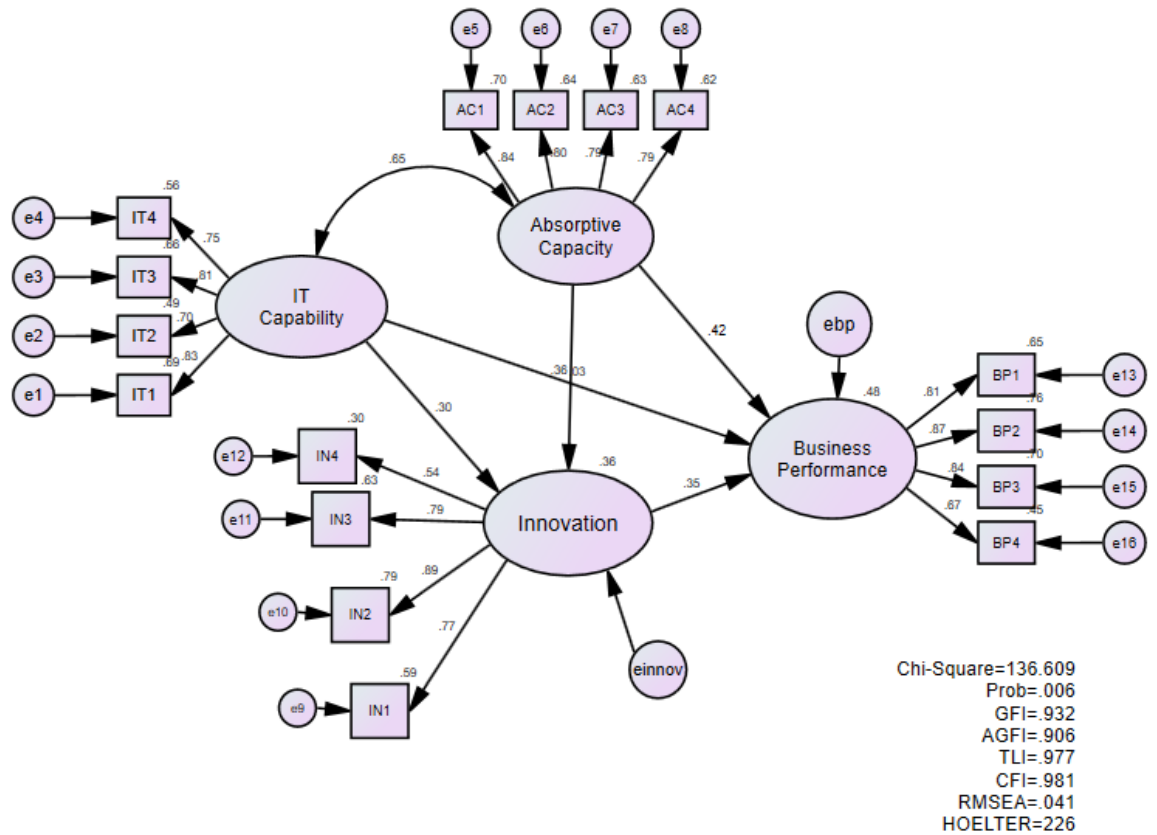 e5
e6
e7
e8
.70
.64
.63
.62
AC1
AC2
AC3
AC4
.84
.80
.79
.79
.65
Absorptive
Capacity
.56
e4
IT4
.75
.66
e3
IT3
.81
.49
e2
IT2
.70
.69
.83
e1
IT1
IT
Capability
ebp
.42
.03
.30
.48
.65
BP1
e13
.81
.76
BP2
e14
.87
.70
BP3
e15
.84
.45
BP4
e16
.67
Business
Performance
.30
e12
IN4
.54
.63
e11
IN3
.79
.36
Innovation
.35
.79
e10
IN2
.89
.77
.59
e9
IN1
einnov
Chi-Square=136.609
Prob=.006
GFI=.932
AGFI=.906
TLI=.977
CFI=.981
RMSEA=.041
HOELTER=226